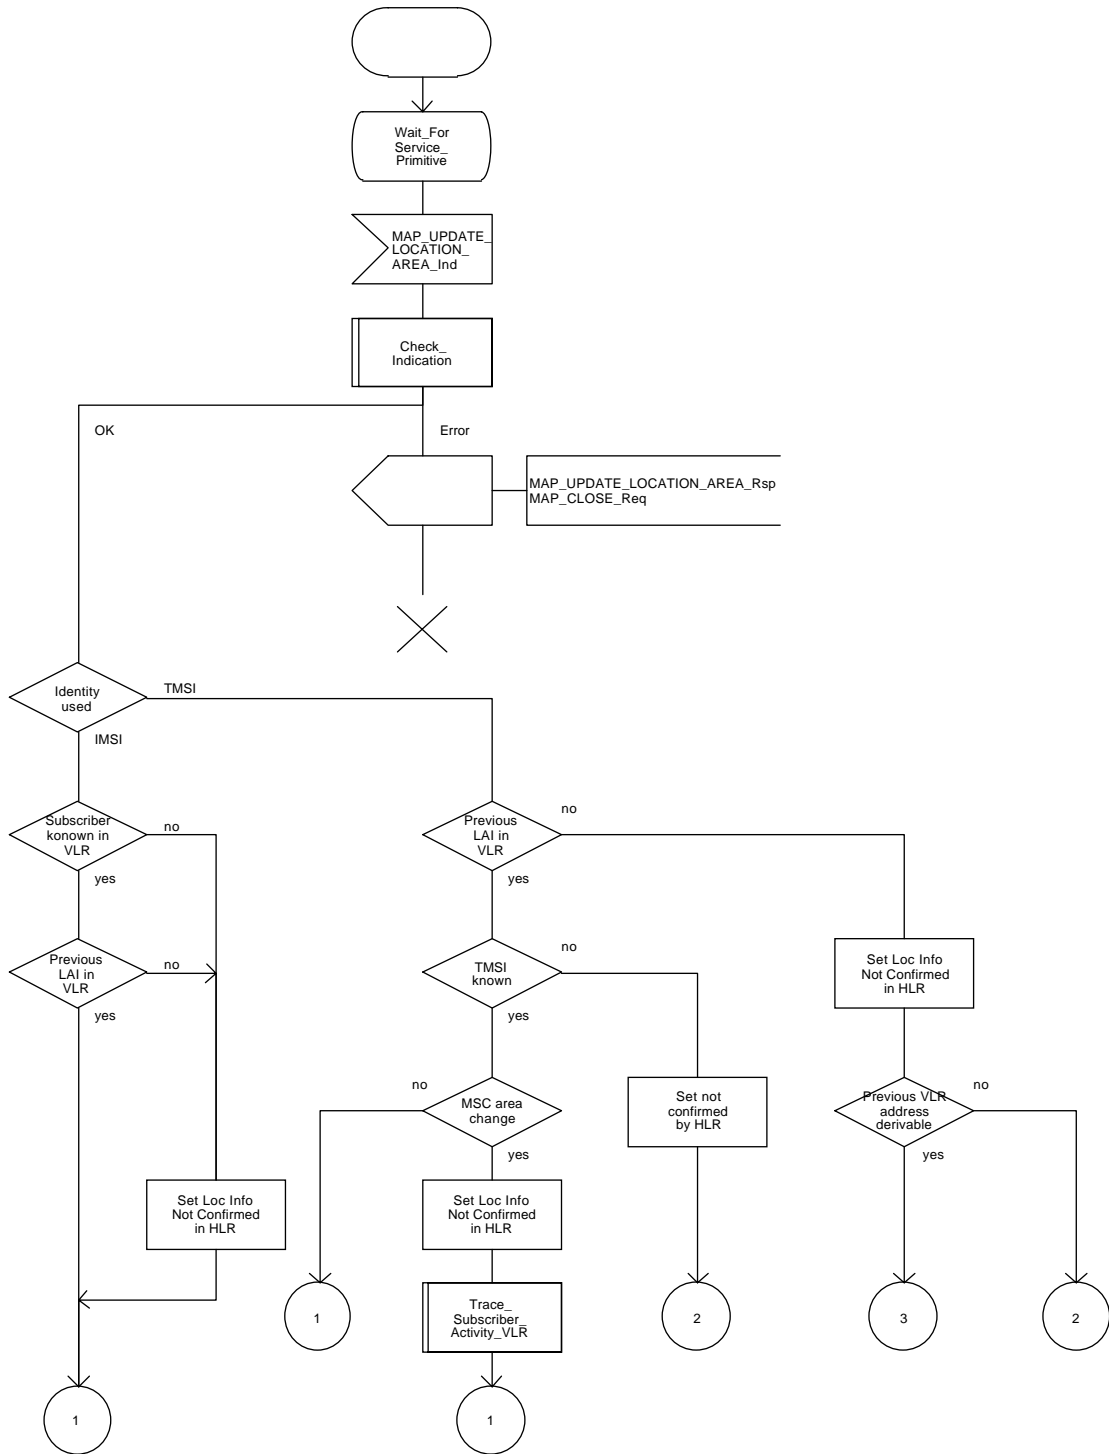 Wait_For
Service_
Primitive
MAP_UPDATE_
LOCATION_
AREA_Ind
Check_
Indication
OK
Error
MAP_UPDATE_LOCATION_AREA_Rsp
MAP_CLOSE_Req
Identity
used
TMSI
IMSI
Subscriber
konown in
VLR
no
yes
Previous
LAI in
VLR
no
yes
Previous
LAI in
VLR
no
yes
TMSI
known
no
yes
Set Loc Info
Not Confirmed
in HLR
no
MSC area
change
yes
Set not
confirmed
by HLR
Previous VLR
address
derivable
no
yes
Set Loc Info
Not Confirmed
in HLR
Set Loc Info
Not Confirmed
in HLR
1
Trace_
Subscriber_
Activity_VLR
2
3
2
1
1